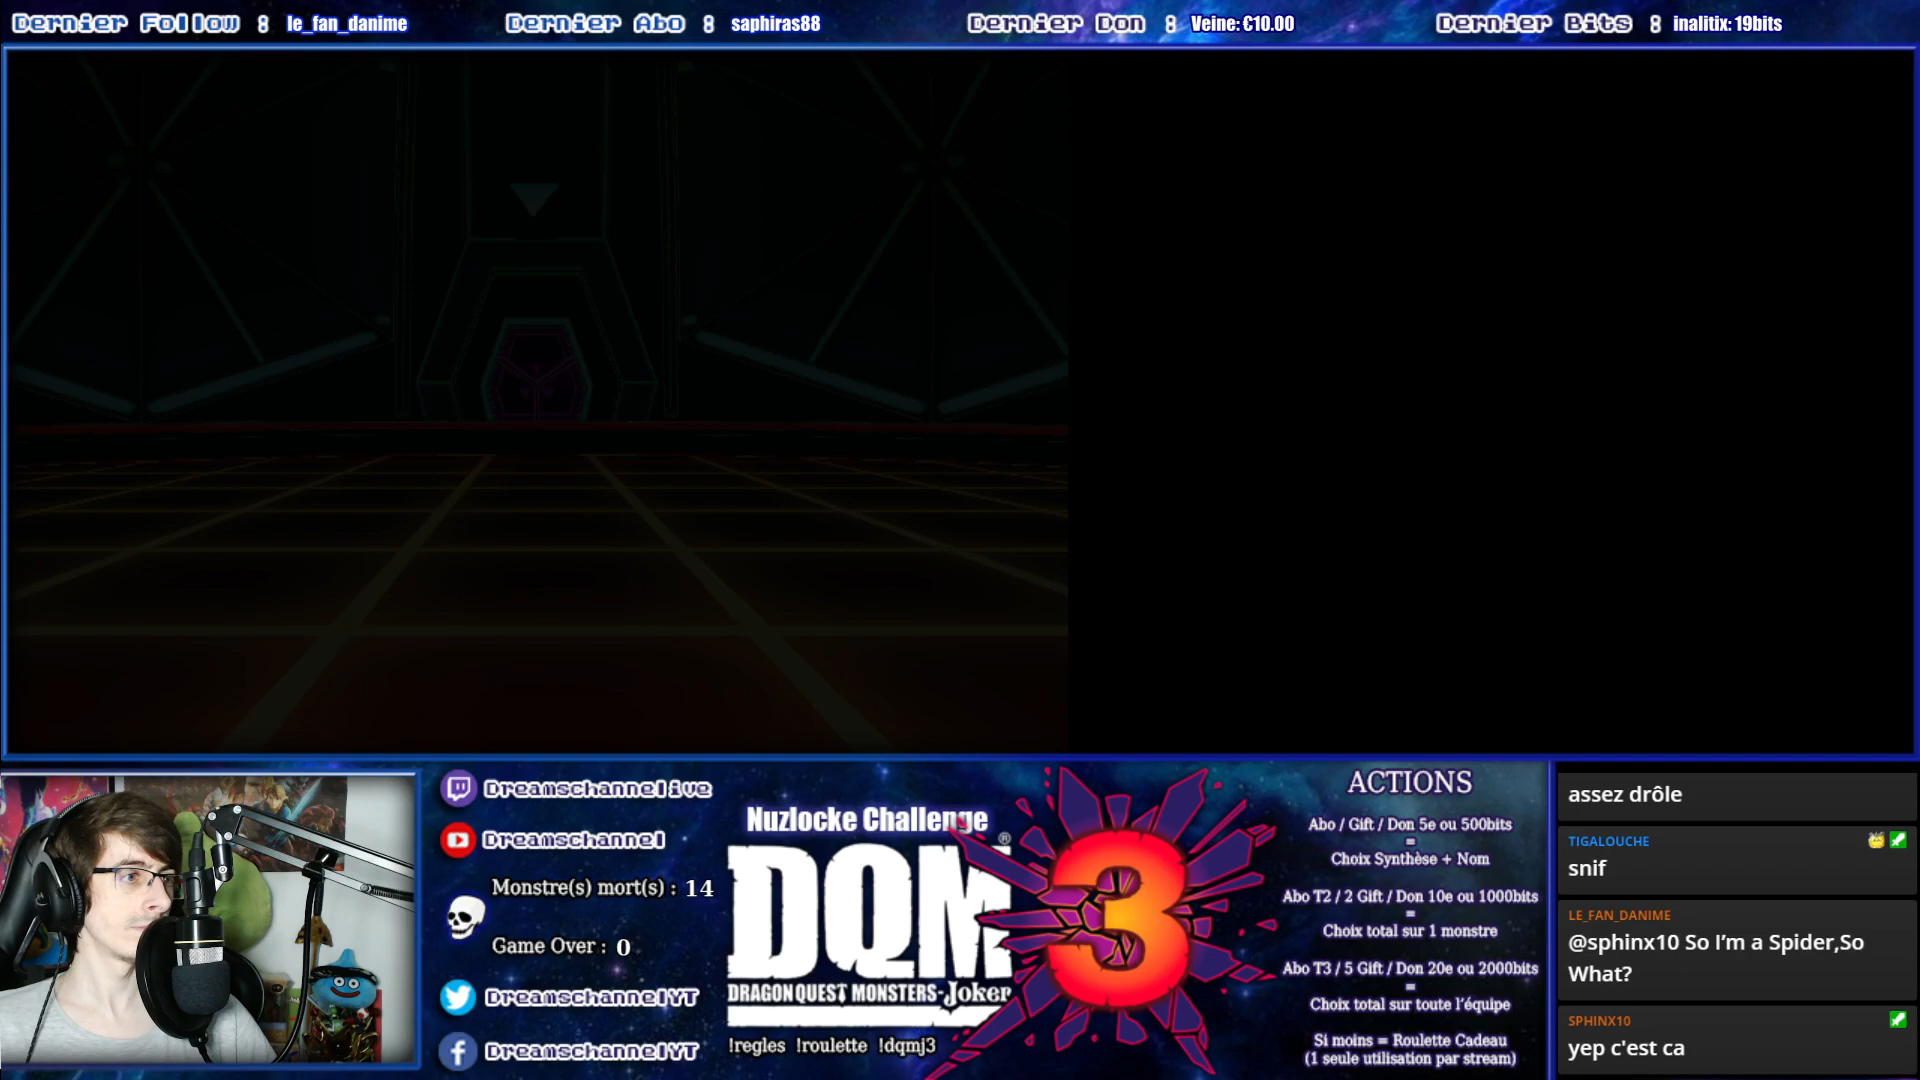 Dernier Follow : le_fan_danime
Dernier Abo : saphiras88
Dernier Don : Veine: €10.00
Dernier Bits : inalitix: 19bits
Dreamschannelive
Dreamschannel
Monstre(s) mort(s) : 14
Game Over : 0
DreamschannelYT
DreamschannelYT
Nuzlocke Challenge
DQM 3
®
DRAGON QUEST MONSTERS-Joker
!regles !roulette !dqmj3
ACTIONS
Abo / Gift / Don 5e ou 500bits
=
Choix Synthèse + Nom
Abo T2 / 2 Gift / Don 10e ou 1000bits
=
Choix total sur 1 monstre
Abo T3 / 5 Gift / Don 20e ou 2000bits
=
Choix total sur toute l'équipe
Si moins = Roulette Cadeau
(1 seule utilisation par stream)
assez drôle
TIGALOUCHE
snif
LE_FAN_DANIME
@sphinx10 So I'm a Spider,So
What?
SPHINX10
yep c'est ca